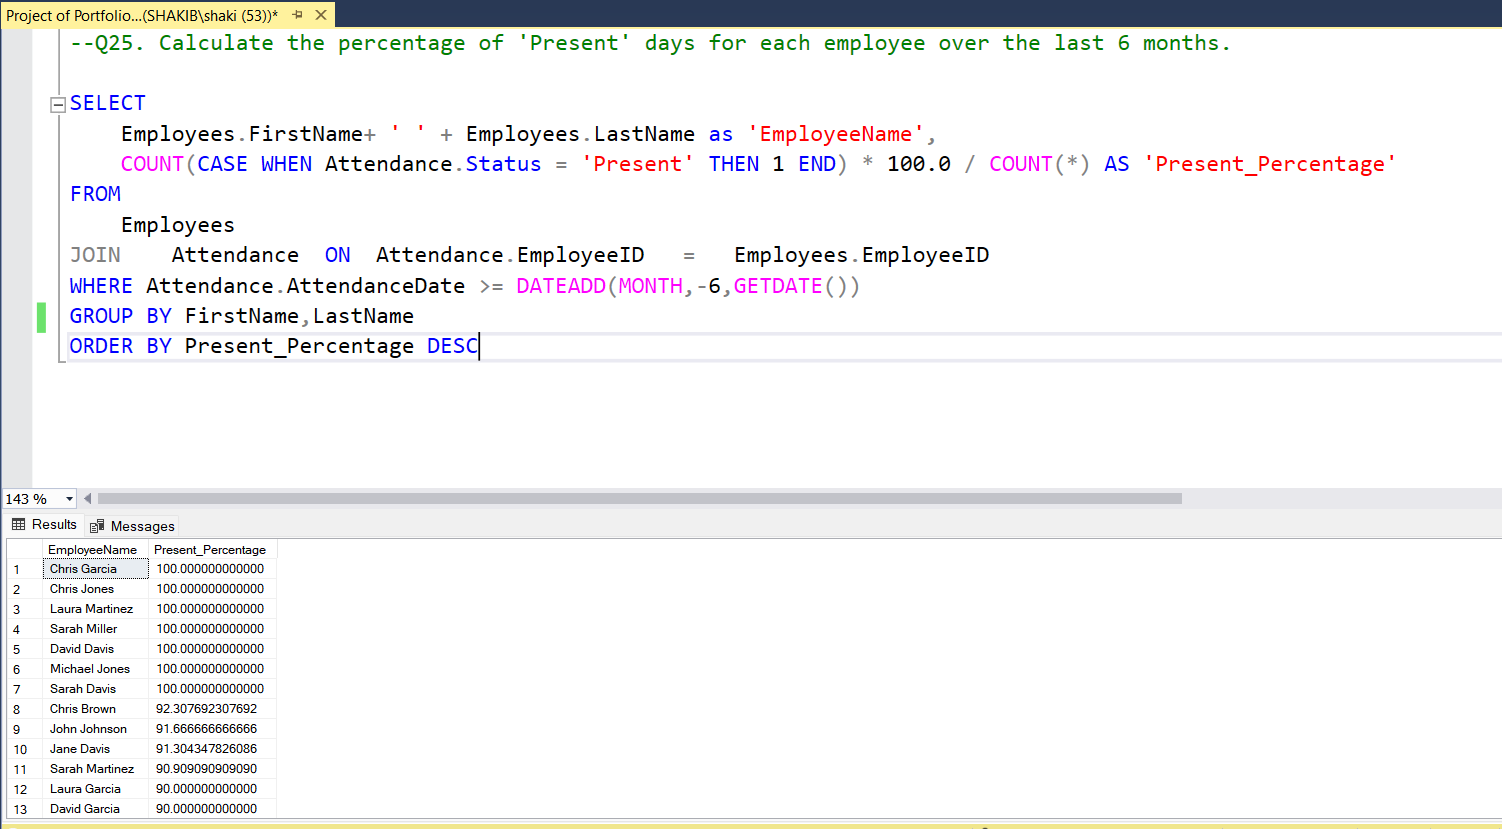 Project of Portfolio...(SHAKIB\shaki (53))*
--Q25. Calculate the percentage of 'Present' days for each employee over the last 6 months.
SELECT
Employees.FirstName+ ' ' + Employees.LastName as 'EmployeeName',
COUNT(CASE WHEN Attendance.Status = 'Present' THEN 1 END) * 100.0 / COUNT(*) AS 'Present_Percentage'
FROM
Employees
JOIN Attendance ON Attendance.EmployeeID = Employees.EmployeeID
WHERE Attendance.AttendanceDate >= DATEADD(MONTH,-6,GETDATE())
GROUP BY FirstName,LastName
ORDER BY Present_Percentage DESC
143 %
Results Messages
EmployeeName Present_Percentage
1 Chris Garcia 100.000000000000
2 Chris Jones 100.000000000000
3 Laura Martinez 100.000000000000
4 Sarah Miller 100.000000000000
5 David Davis 100.000000000000
6 Michael Jones 100.000000000000
7 Sarah Davis 100.000000000000
8 Chris Brown 92.307692307692
9 John Johnson 91.666666666666
10 Jane Davis 91.304347826086
11 Sarah Martinez 90.909090909090
12 Laura Garcia 90.000000000000
13 David Garcia 90.000000000000